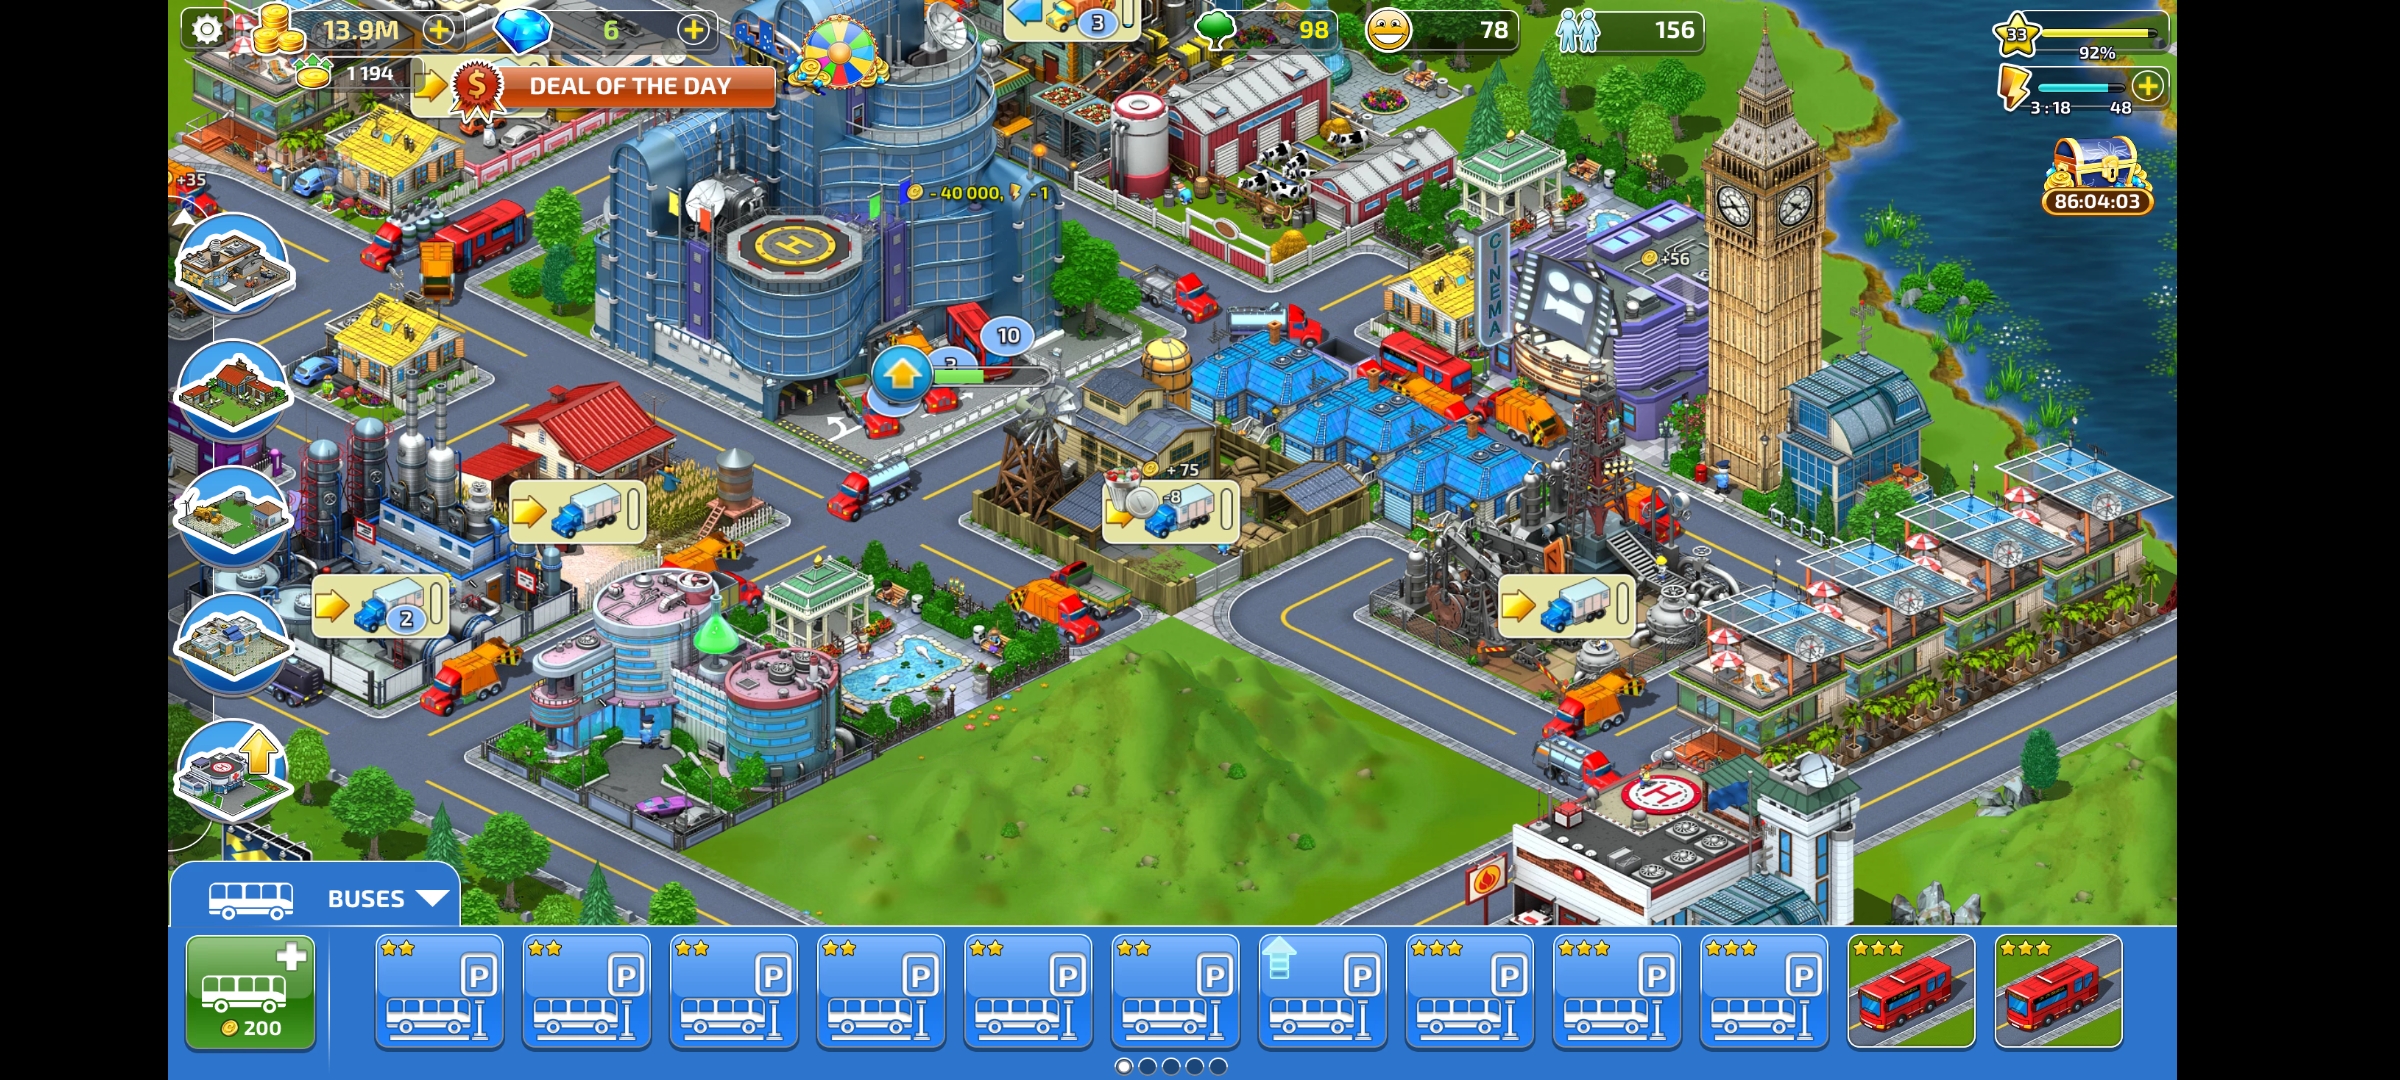 13.9M
6
3
98
78
156
33
92%
1 194
DEAL OF THE DAY
3:18
48
+35
-40 000, -1
86:04:03
CINEMA
+56
10
3
+75
-8
2
H
H
BUSES
200
P
P
P
P
P
P
P
P
P
P